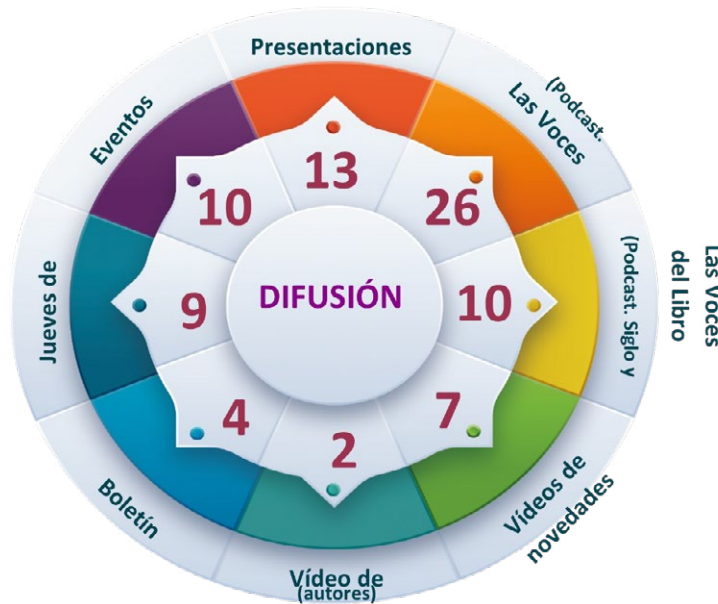 Presentaciones
(Podcast.
Las Voces
Las Voces
del Libro
(Podcast. Siglo y
Vídeos de
novedades
Vídeo de
(autores)
Boletín
Jueves de
Eventos
13
26
10
7
2
4
9
10
DIFUSIÓN